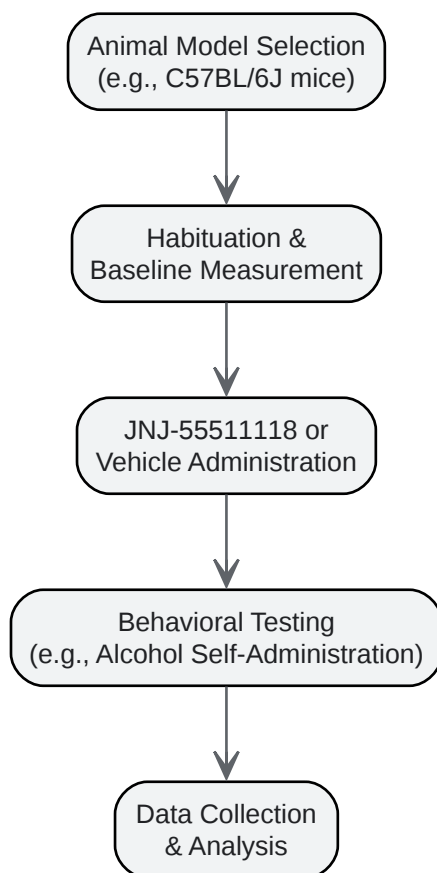 Animal Model Selection
(e.g., C57BL/6J mice)
Habituation &
Baseline Measurement
JNJ-55511118 or
Vehicle Administration
Behavioral Testing
(e.g., Alcohol Self-Administration)
Data Collection
& Analysis